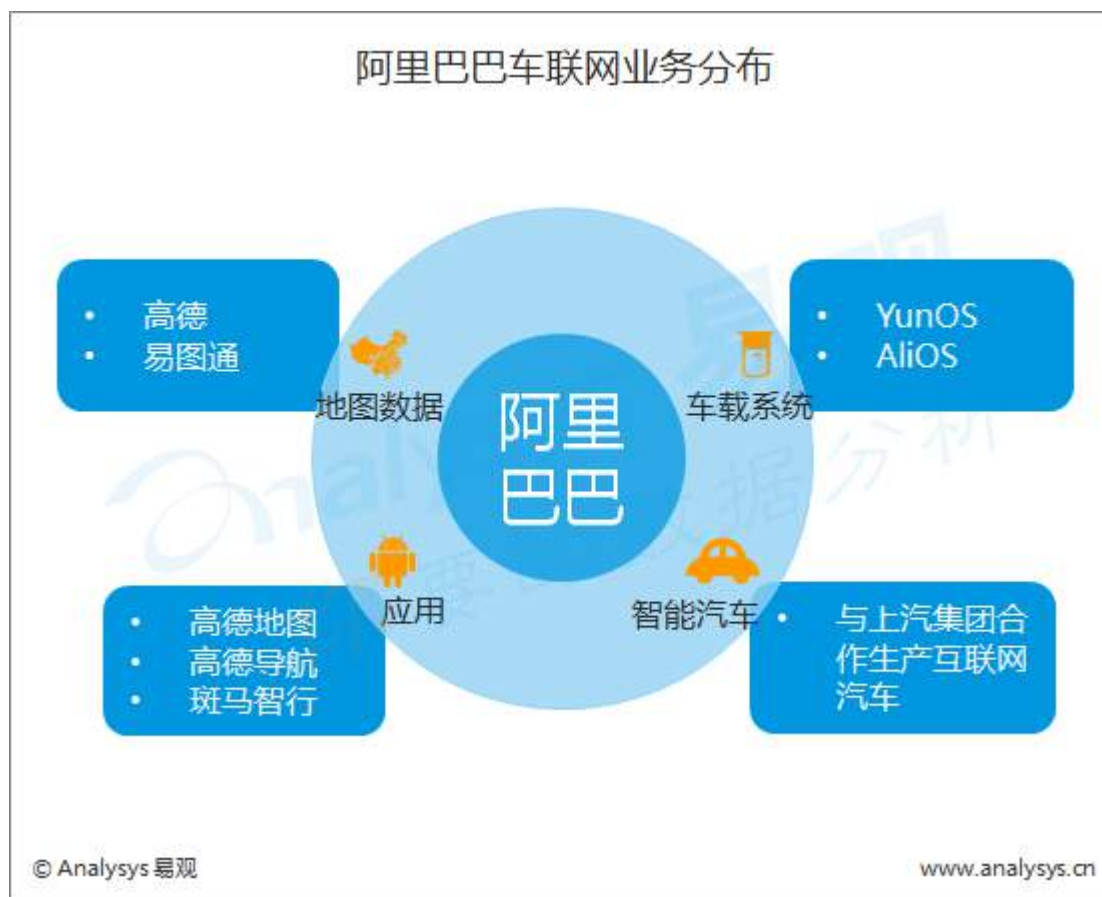 阿里巴巴车联网业务分布
• 高德
• 易图通
地图数据
• YunOS
• AliOS
车载系统
阿里
巴巴
应用
• 高德地图
• 高德导航
• 斑马智行
智能汽车
• 与上汽集团合
作生产互联网
汽车
© Analysys 易观
www.analysys.cn